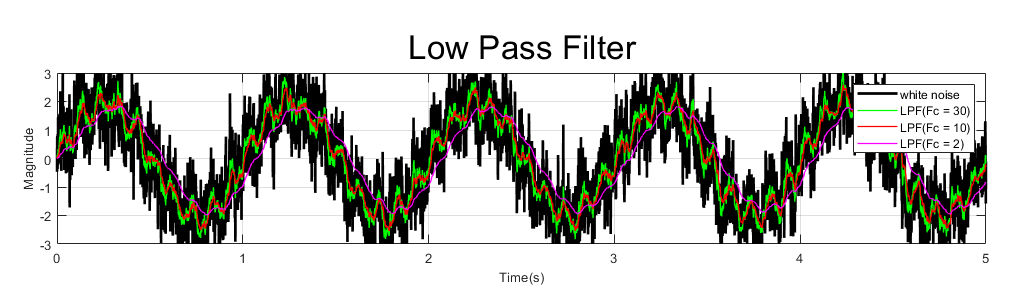 Low Pass Filter
3
2
1
0
-1
-2
-3
Magnitude
white noise
LPF(Fc = 30)
LPF(Fc = 10)
LPF(Fc = 2)
0 1 2 3 4 5
Time(s)